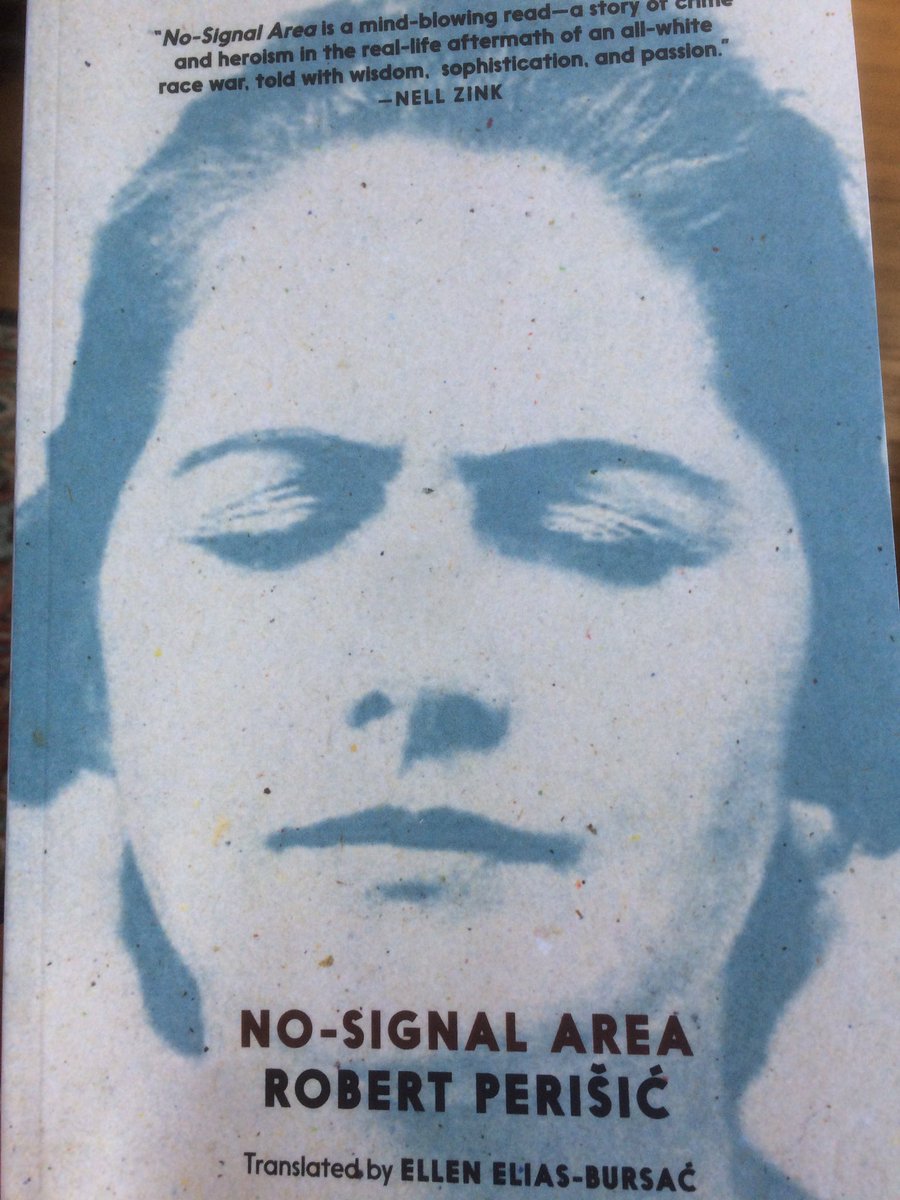 "No-Signal Area is a mind-blowing read—a story of crime
and heroism in the real-life aftermath of an all-white
race war, told with wisdom, sophistication, and passion."
—NELL ZINK
NO-SIGNAL AREA
ROBERT PERIŠIĆ
Translated by ELLEN ELIAS-BURSAĆ